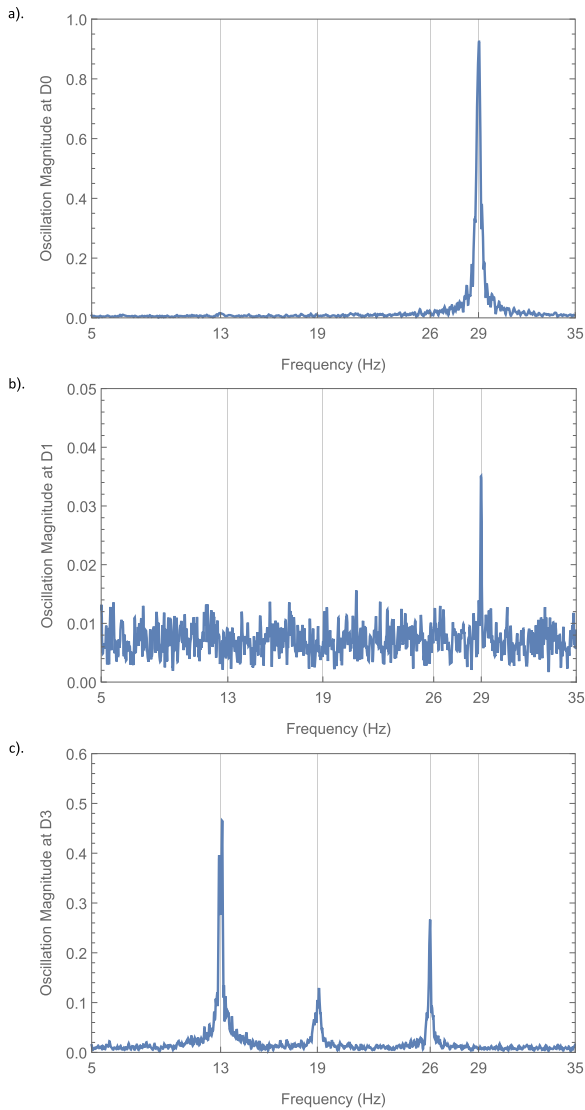 a).
Oscillation Magnitude at D0
1.0
0.8
0.6
0.4
0.2
0.0
5 13 19 26 29 35
Frequency (Hz)
b).
Oscillation Magnitude at D1
0.05
0.04
0.03
0.02
0.01
0.00
5 13 19 26 29 35
Frequency (Hz)
c).
Oscillation Magnitude at D3
0.6
0.5
0.4
0.3
0.2
0.1
0.0
5 13 19 26 29 35
Frequency (Hz)